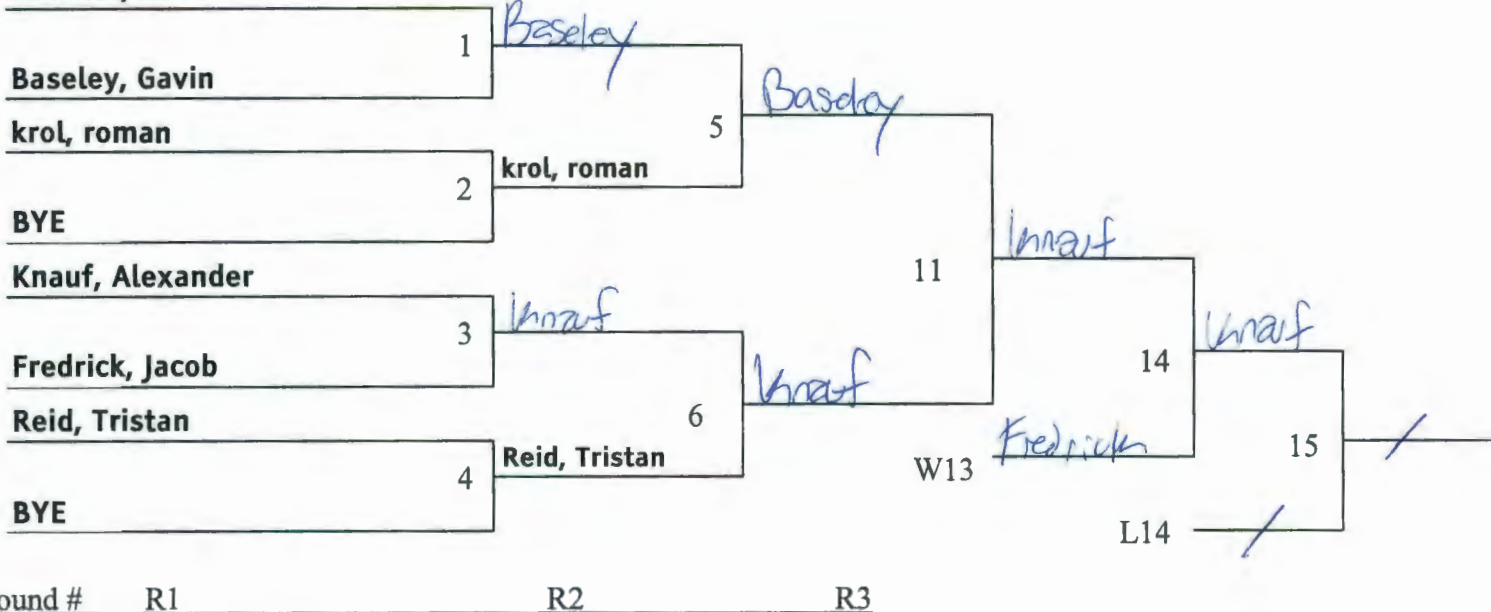 1 Baseley
Baseley, Gavin
5 Baseley
krol, roman
2 krol, roman
BYE
Knauf, Alexander
11 Knauf
3 Knauf
14 Knauf
Fredrick, Jacob
6 Knauf
Reid, Tristan
W13 Fredrick
15
4 Reid, Tristan
BYE
L14
ound # R1 R2 R3